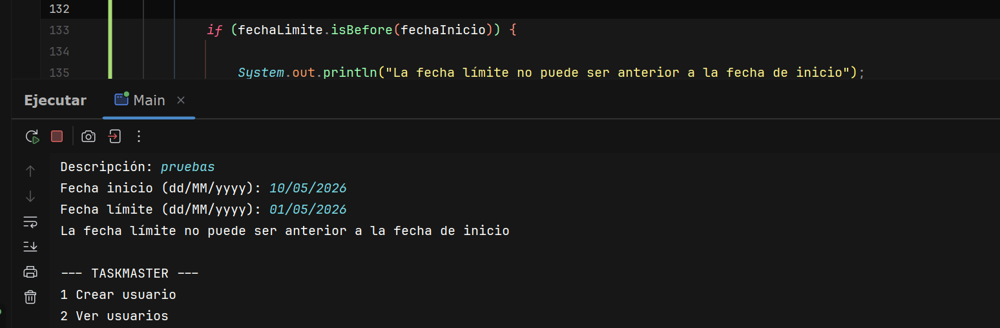 132
133 if (fechaLimite.isBefore(fechaInicio)) {
134
135 System.out.println("La fecha límite no puede ser anterior a la fecha de inicio");
Ejecutar Main
Descripción: pruebas
Fecha inicio (dd/MM/yyyy): 10/05/2026
Fecha límite (dd/MM/yyyy): 01/05/2026
La fecha límite no puede ser anterior a la fecha de inicio
--- TASKMASTER ---
1 Crear usuario
2 Ver usuarios